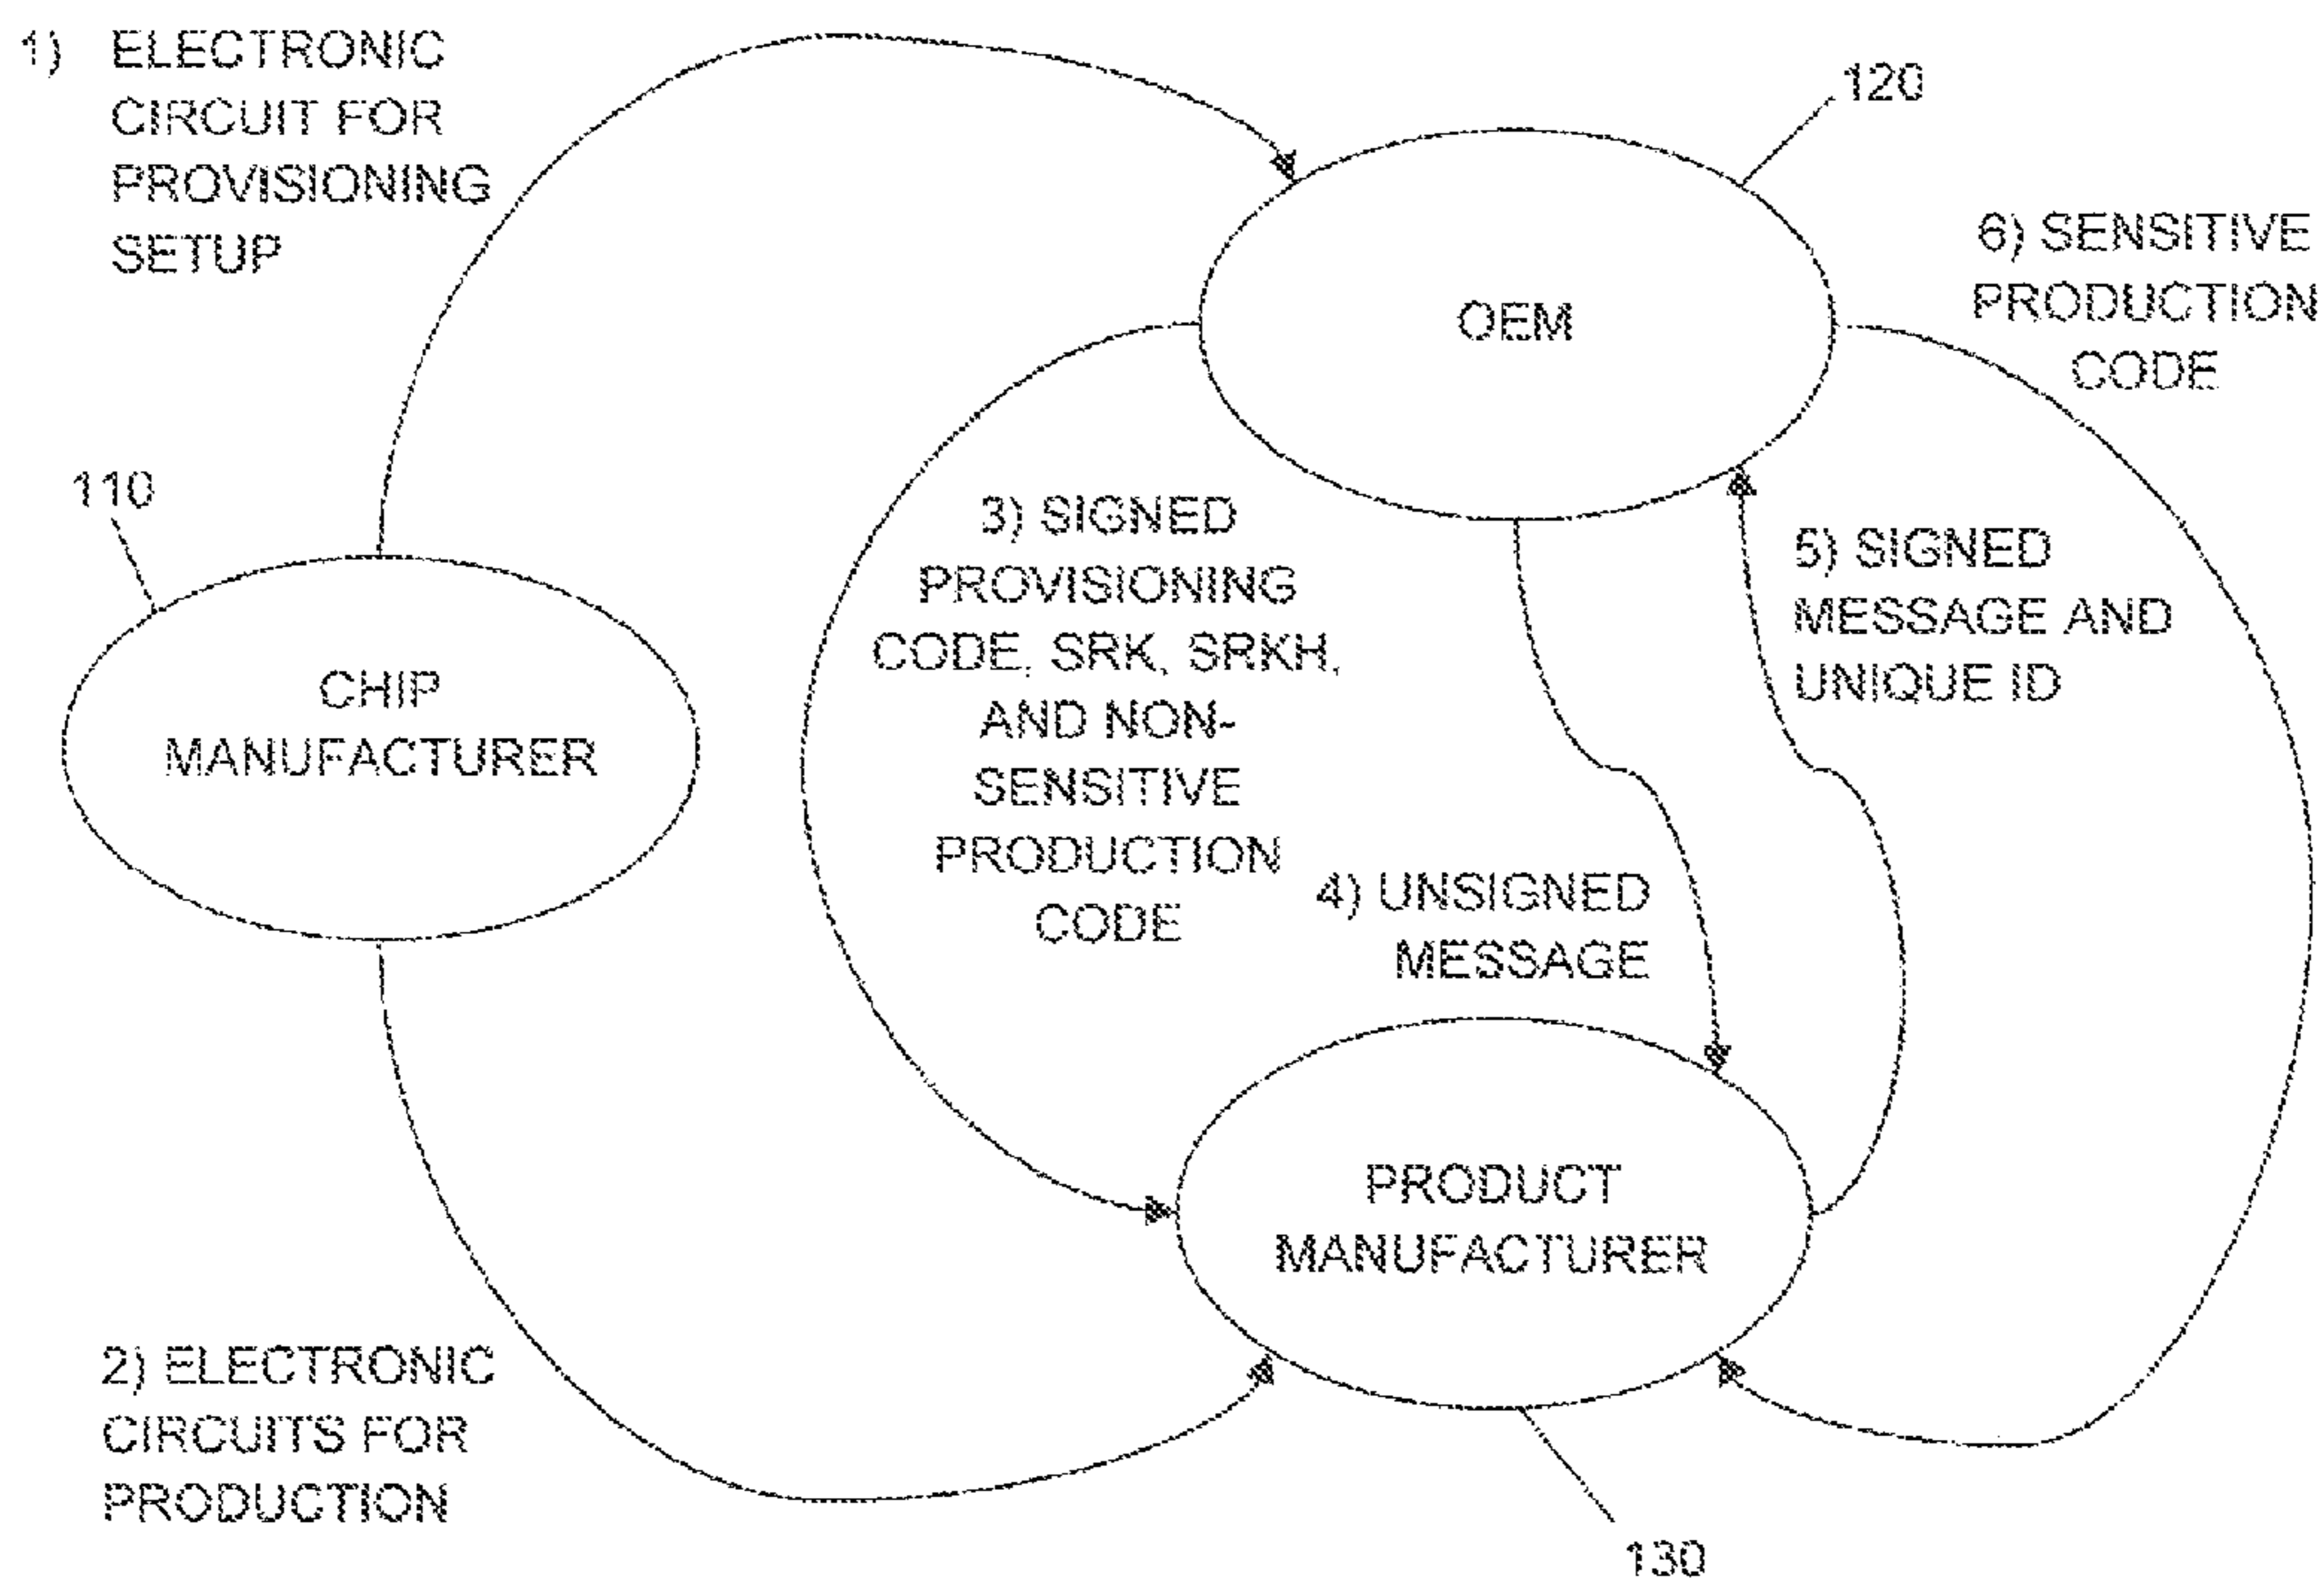 1) ELECTRONIC
CIRCUIT FOR
PROVISIONING
SETUP
120
6) SENSITIVE
PRODUCTION
CODE
OEM
110
3) SIGNED
PROVISIONING
CODE, SRK, SRKH,
AND NON-
SENSITIVE
PRODUCTION
CODE
5) SIGNED
MESSAGE AND
UNIQUE ID
CHIP
MANUFACTURER
4) UNSIGNED
MESSAGE
PRODUCT
MANUFACTURER
2) ELECTRONIC
CIRCUITS FOR
PRODUCTION
130